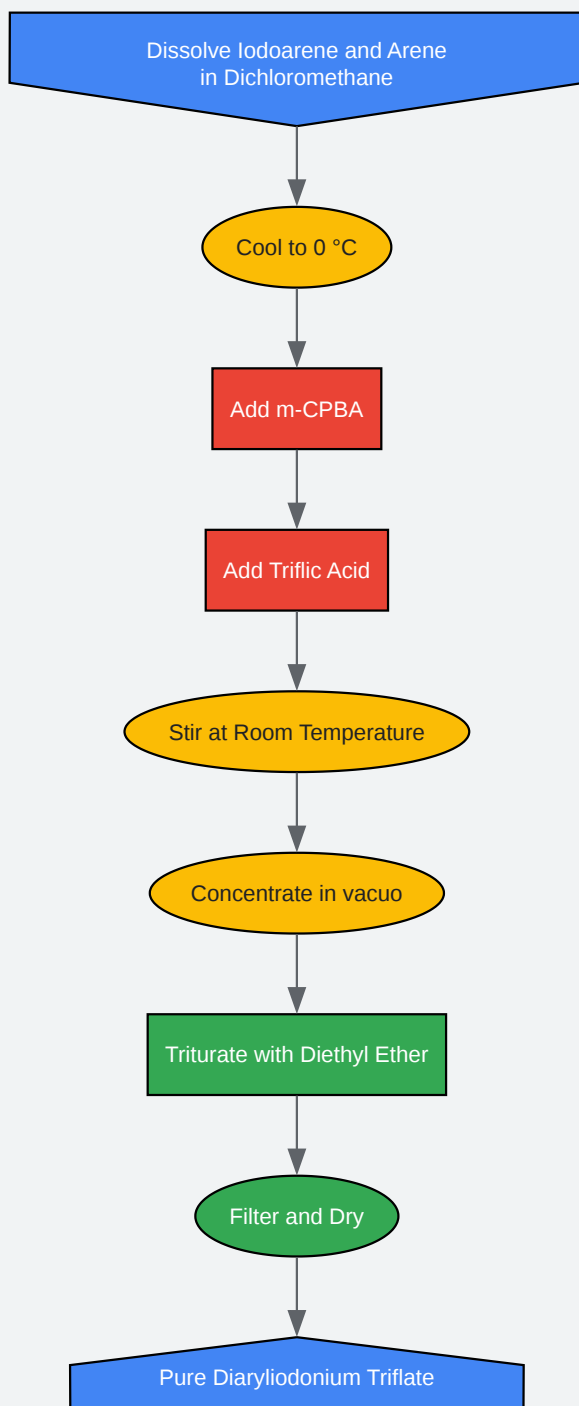 Dissolve Iodoarene and Arene
in Dichloromethane
Cool to 0 °C
Add m-CPBA
Add Triflic Acid
Stir at Room Temperature
Concentrate in vacuo
Triturate with Diethyl Ether
Filter and Dry
Pure Diaryliodonium Triflate